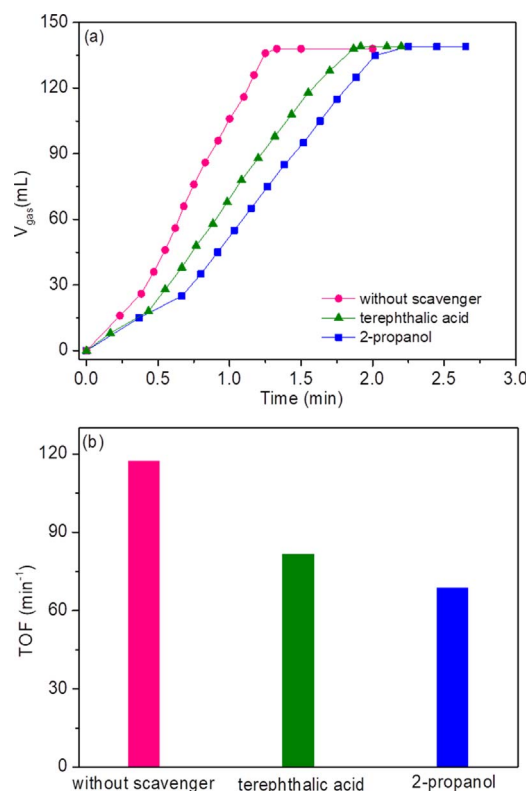 (a)
150
120
90
60
30
0
V_gas(mL)
without scavenger
terephthalic acid
2-propanol
0.0 0.5 1.0 1.5 2.0 2.5 3.0
Time (min)
(b)
120
90
60
30
0
TOF (min⁻¹)
without scavenger terephthalic acid 2-propanol